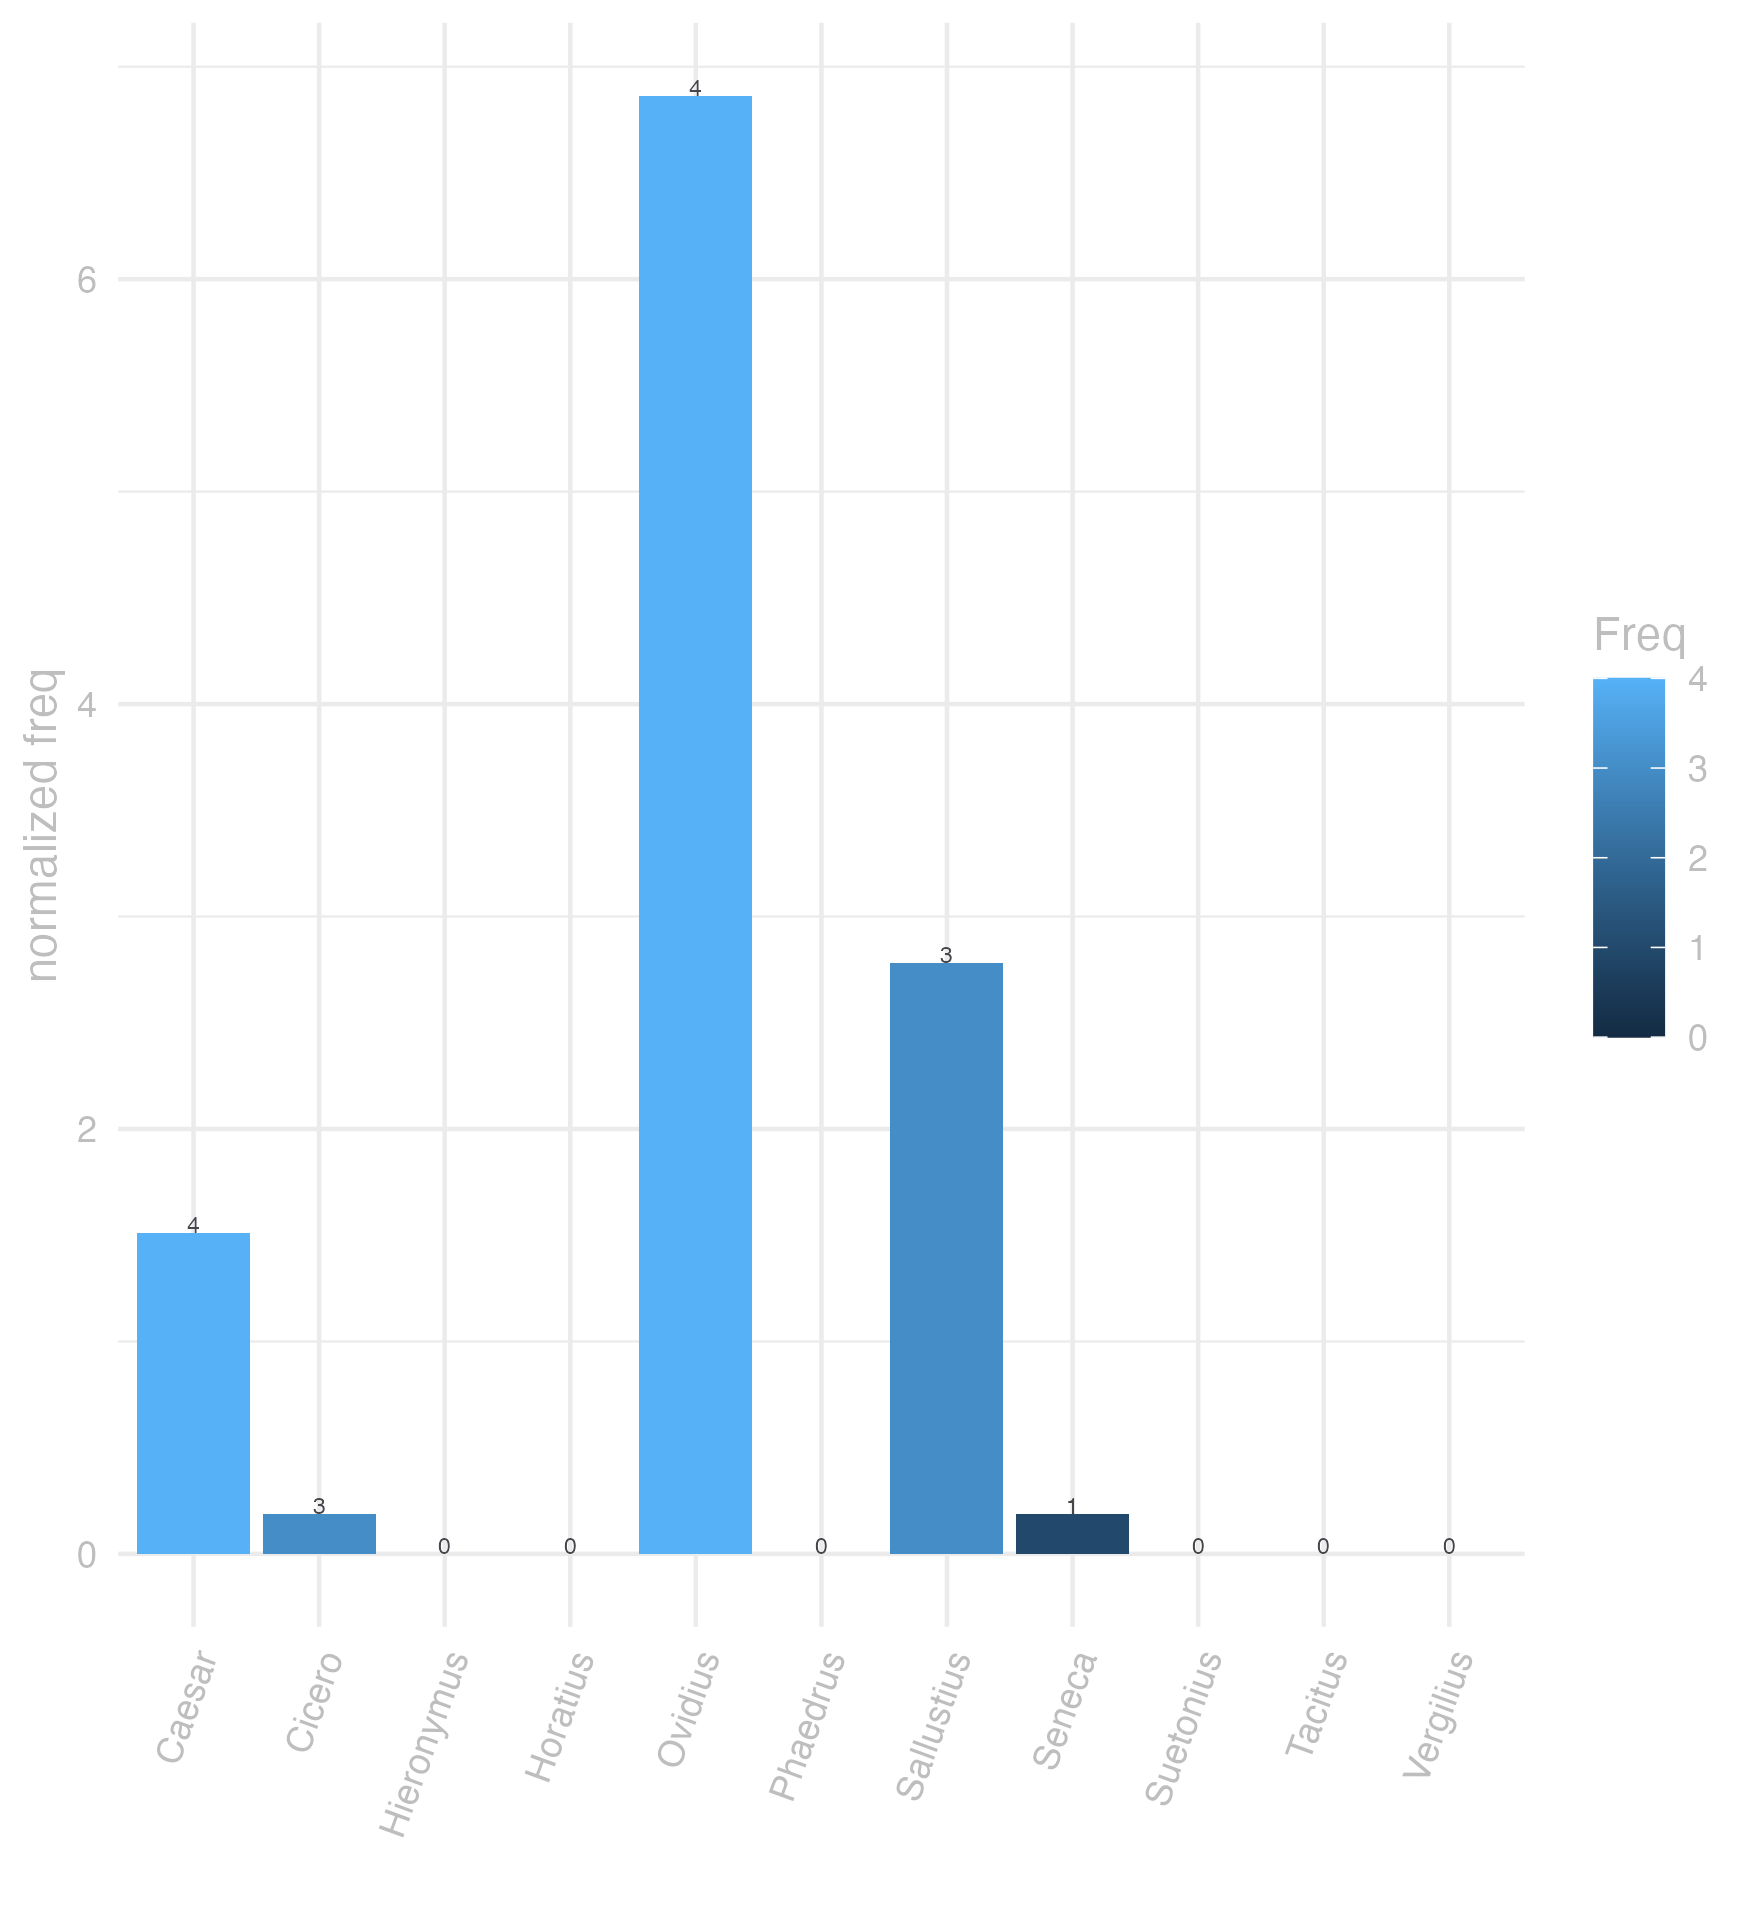 normalized freq
6
4
2
0
4
3
0
0
4
0
3
1
0
0
0
Caesar
Cicero
Hieronymus
Horatius
Ovidius
Phaedrus
Sallustius
Seneca
Suetonius
Tacitus
Vergilius
Freq
4
3
2
1
0